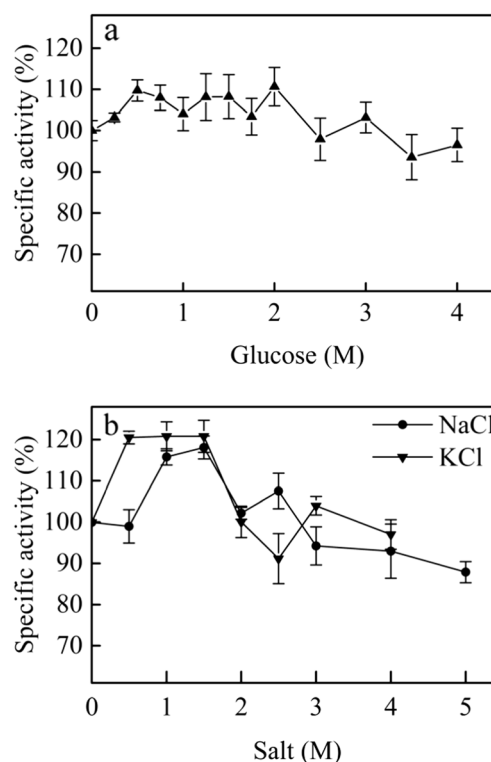 a
Specific activity (%)
120
110
100
90
80
70
0 1 2 3 4
Glucose (M)
b
NaCl
KCl
Specific activity (%)
120
110
100
90
80
70
0 1 2 3 4 5
Salt (M)